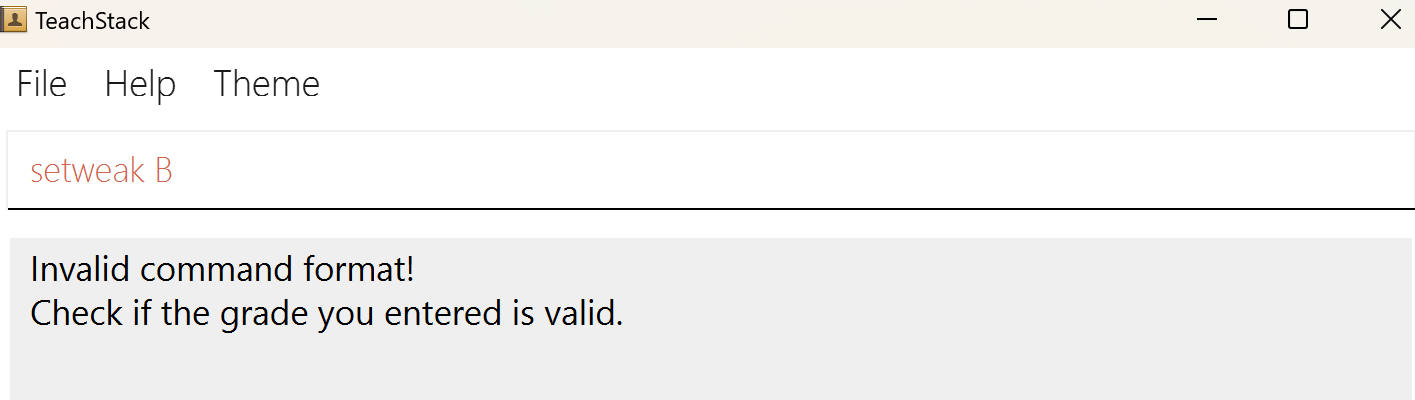 TeachStack
File Help Theme
setweak B
Invalid command format!
Check if the grade you entered is valid.